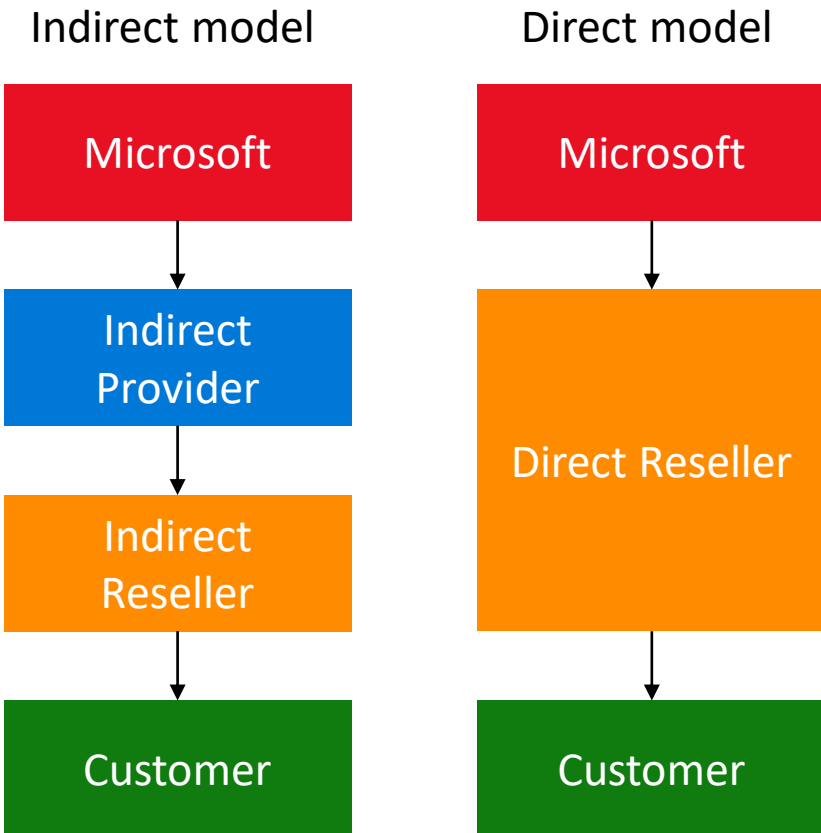 Indirect model
Microsoft
Indirect
Provider
Indirect
Reseller
Customer
Direct model
Microsoft
Direct Reseller
Customer